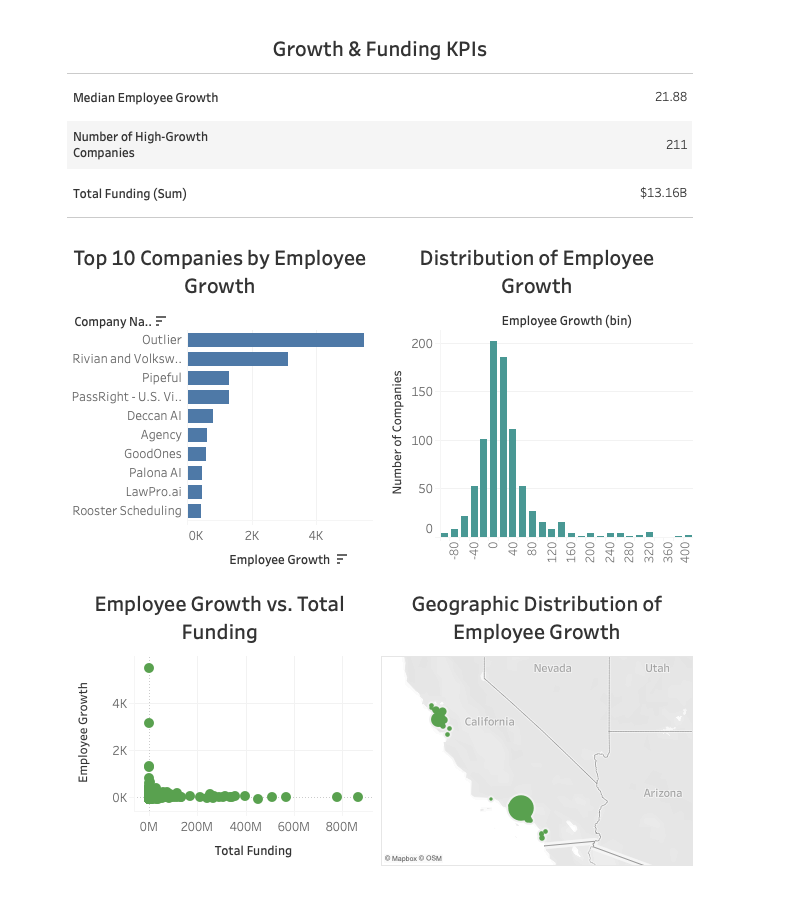 Growth & Funding KPIs
Median Employee Growth
21.88
Number of High-Growth
Companies
211
Total Funding (Sum)
$13.16B
Top 10 Companies by Employee
Growth
Company Na..
Outlier
Rivian and Volksw..
Pipeful
PassRight - U.S. Vi..
Deccan AI
Agency
GoodOnes
Palona AI
LawPro.ai
Rooster Scheduling
0K
2K
4K
Employee Growth
Distribution of Employee
Growth
Employee Growth (bin)
Number of Companies
200
150
100
50
0
-80
-40
0
40
80
120
160
200
240
280
320
360
400
Employee Growth vs. Total
Funding
Employee Growth
4K
2K
0K
0M
200M
400M
600M
800M
Total Funding
Geographic Distribution of
Employee Growth
Nevada
Utah
California
Arizona
© Mapbox © OSM